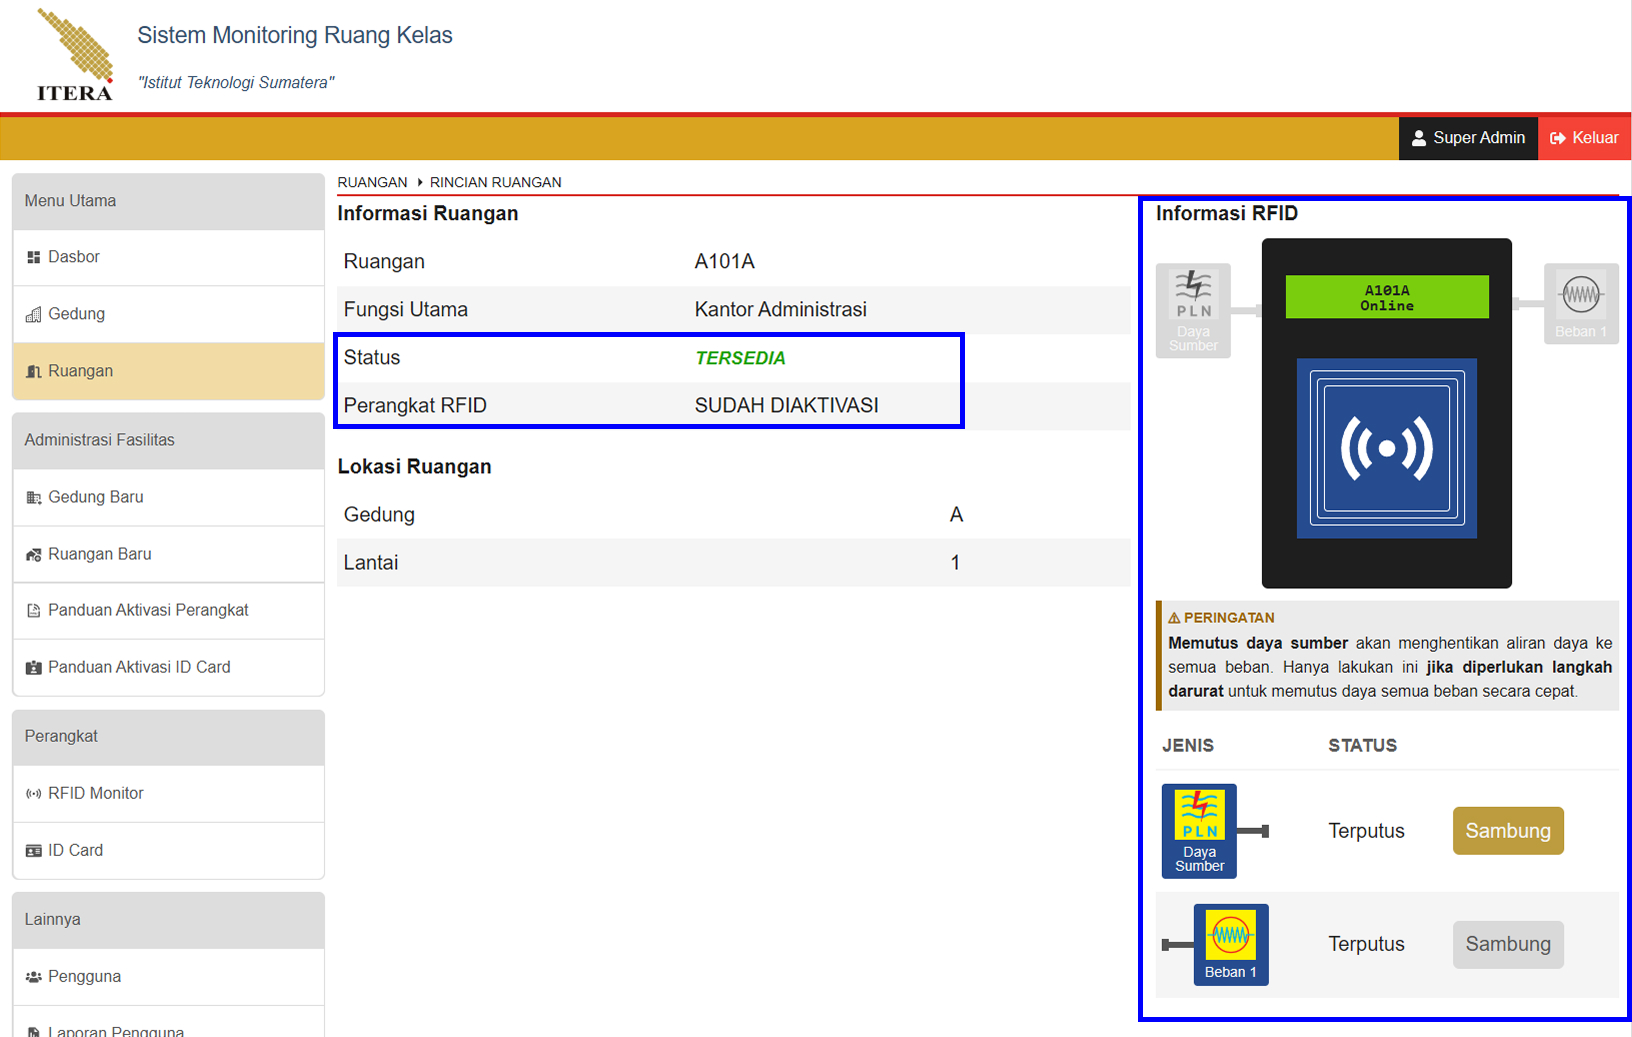 ITERA
Sistem Monitoring Ruang Kelas
"Istitut Teknologi Sumatera"
Super Admin
Keluar
Menu Utama
Dasbor
Gedung
Ruangan
Administrasi Fasilitas
Gedung Baru
Ruangan Baru
Panduan Aktivasi Perangkat
Panduan Aktivasi ID Card
Perangkat
RFID Monitor
ID Card
Lainnya
Pengguna
Laporan Pengguna
RUANGAN RINCIAN RUANGAN
Informasi Ruangan
Ruangan A101A
Fungsi Utama Kantor Administrasi
Status TERSEDIA
Perangkat RFID SUDAH DIAKTIVASI
Lokasi Ruangan
Gedung A
Lantai 1
Informasi RFID
PLN
Daya
Sumber
A101A
Online
Beban 1
PERINGATAN
Memutus daya sumber akan menghentikan aliran daya ke
semua beban. Hanya lakukan ini jika diperlukan langkah
darurat untuk memutus daya semua beban secara cepat.
JENIS STATUS
PLN
Daya
Sumber
Terputus Sambung
Beban 1
Terputus Sambung